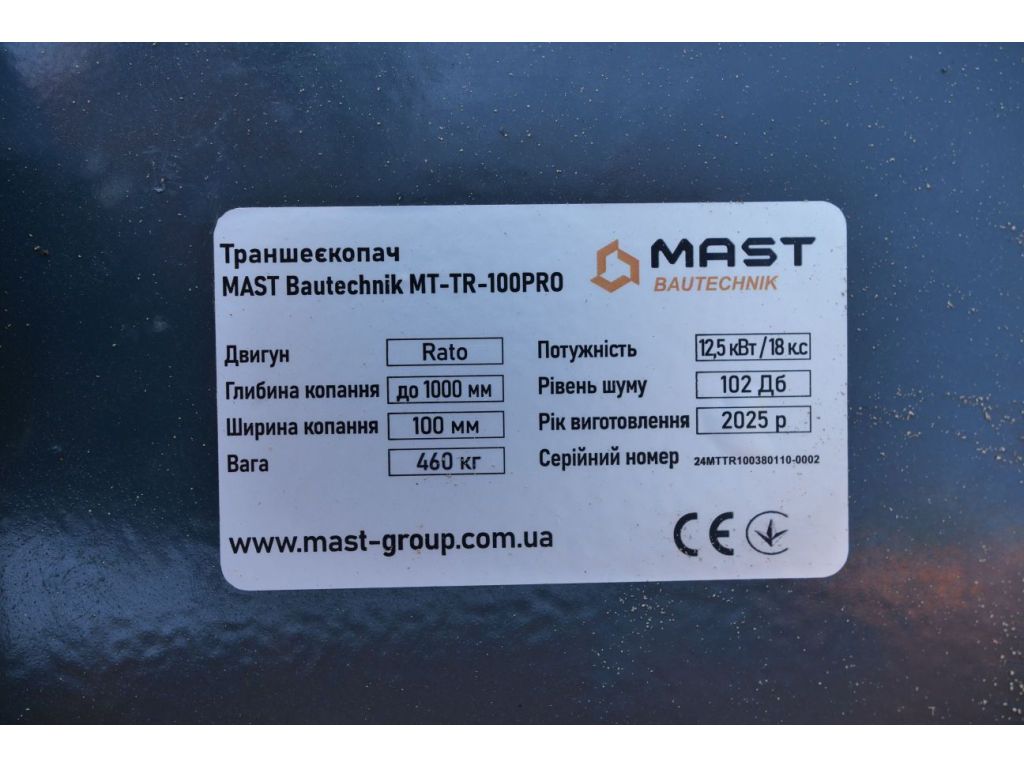 Траншеєкопач
MAST Bautechnik MT-TR-100PRO
MAST
BAUTECHNIK
Двигун Rato
Глибина копання до 1000 мм
Ширина копання 100 мм
Вага 460 кг
Потужність 12,5 кВт/18 к.с
Рівень шуму 102 Дб
Рік виготовлення 2025 р
Серійний номер 24MTTR100380110-0002
www.mast-group.com.ua
CE